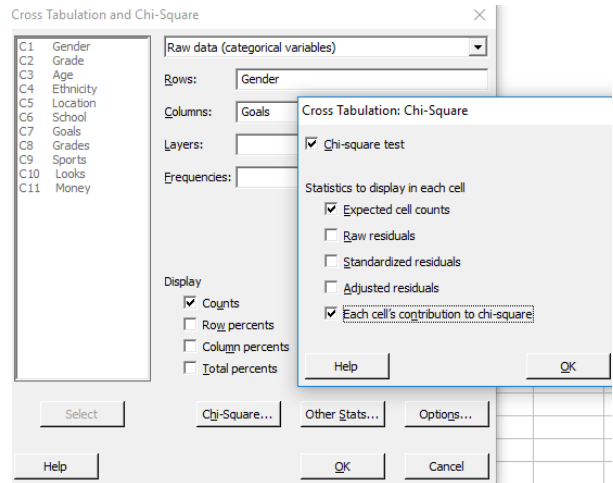 Cross Tabulation and Chi-Square
C1 Gender
C2 Grade
C3 Age
C4 Ethnicity
C5 Location
C6 School
C7 Goals
C8 Grades
C9 Sports
C10 Looks
C11 Money
Raw data (categorical variables)
Rows: Gender
Columns: Goals
Layers:
Frequencies:
Display
Counts
Row percents
Column percents
Total percents
Select
Chi-Square...
Other Stats...
Options...
Help
OK
Cancel
Cross Tabulation: Chi-Square
Chi-square test
Statistics to display in each cell
Expected cell counts
Raw residuals
Standardized residuals
Adjusted residuals
Each cell's contribution to chi-square
Help
OK